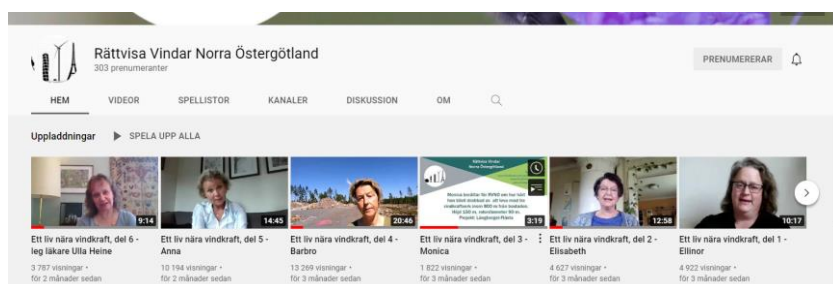 Rättvisa Vindar Norra Östergötland
303 prenumeranter
PRENUMERERAR
HEM VIDEOR SPELLISTOR KANALER DISKUSSION OM
Uppladdningar SPELA UPP ALLA
9:14 14:45 20:46 3:19 12:58 10:17
Rättvisa Vindar
Norra Östergötland
Ett liv nära vindkraft, del 6 -
leg läkare Ulla Heine
3 787 visningar •
för 2 månader sedan
Ett liv nära vindkraft, del 5 -
Anna
10 194 visningar •
för 2 månader sedan
Ett liv nära vindkraft, del 4 -
Barbro
13 269 visningar •
för 3 månader sedan
Ett liv nära vindkraft, del 3 -
Monica
1 822 visningar •
för 3 månader sedan
Ett liv nära vindkraft, del 2 -
Elisabeth
4 627 visningar •
för 3 månader sedan
Ett liv nära vindkraft, del 1 -
Ellinor
4 922 visningar •
för 3 månader sedan